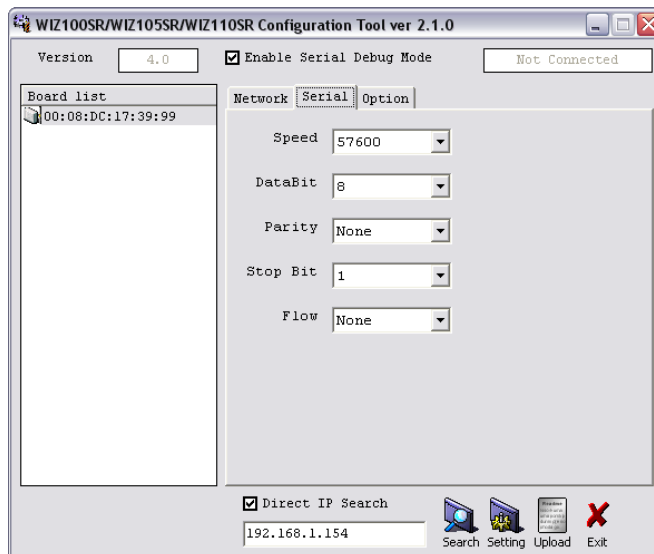 WIZ100SR/WIZ105SR/WIZ110SR Configuration Tool ver 2.1.0
Version 4.0 Enable Serial Debug Mode Not Connected
Board list
00:08:DC:17:39:99
Network Serial Option
Speed 57600
DataBit 8
Parity None
Stop Bit 1
Flow None
Direct IP Search
192.168.1.154
Search Setting Upload Exit